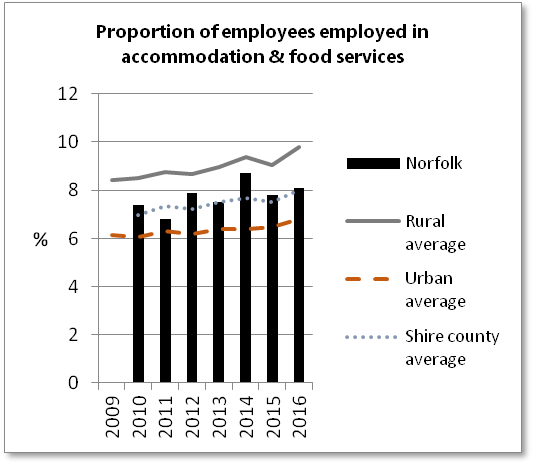 Proportion of employees employed in
accommodation & food services
12
10
8
6
4
2
0
%
2009
2010
2011
2012
2013
2014
2015
2016
Norfolk
Rural
average
Urban
average
Shire county
average